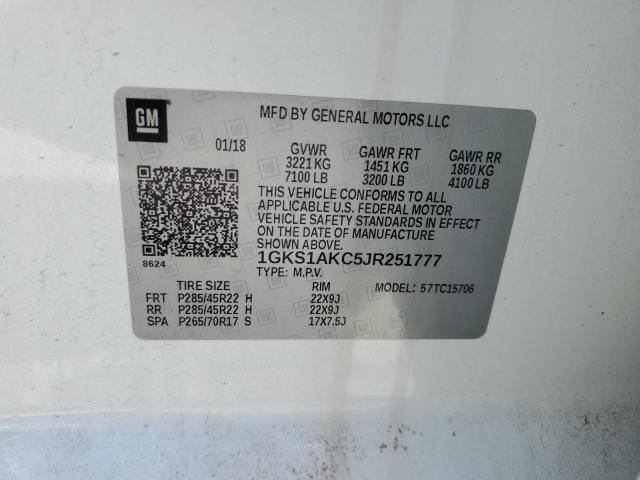 GM
MFD BY GENERAL MOTORS LLC
01/18 GVWR GAWR FRT GAWR RR
3221 KG 1451 KG 1860 KG
7100 LB 3200 LB 4100 LB
THIS VEHICLE CONFORMS TO ALL
APPLICABLE U.S. FEDERAL MOTOR
VEHICLE SAFETY STANDARDS IN EFFECT
ON THE DATE OF MANUFACTURE
SHOWN ABOVE.
8624
1GKS1AKC5JR251777
TYPE: M.P.V.
TIRE SIZE RIM MODEL: 57TC15706
FRT P285/45R22 H 22X9J
RR P285/45R22 H 22X9J
SPA P265/70R17 S 17X7.5J